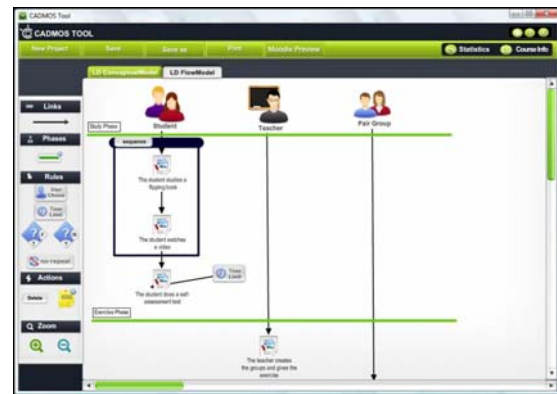 CADMOS Tool
CADMOS TOOL
New Project Save Save as Print Moodle Preview Statistics Course Info
LD ConceptualModel LD FlowModel
Links
Phases
Rules
User Choice
Time Limit
no-repeat
Actions
Delete
Zoom
Student Teacher Pair Group
Study Phase
sequence
The student studies a
flipping book
The student watches
a video
Time Limit
The student does a self-
assessment test
Exercise Phase
The teacher creates
the groups and gives the
exercise